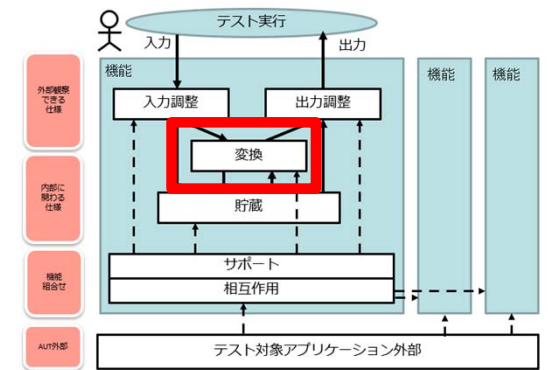 テスト実行
入力
出力
外部観察
できる
仕様
機能
機能
機能
入力調整
出力調整
変換
内部に
関わる
仕様
貯蔵
機能
組合せ
サポート
相互作用
AUT外部
テスト対象アプリケーション外部